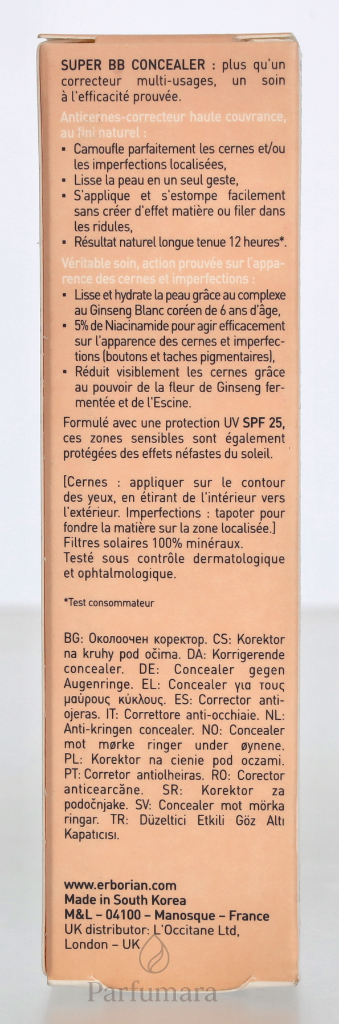 SUPER BB CONCEALER : plus qu'un
correcteur multi-usages, un soin
à l'efficacité prouvée.
Anticernes-correcteur haute couvrance,
au fini naturel :
• Camoufle parfaitement les cernes et/ou
les imperfections localisées,
• Lisse la peau en un seul geste,
• S'applique et s'estompe facilement
sans créer d'effet matière ou filer dans
les ridules,
• Résultat naturel longue tenue 12 heures*.
Véritable soin, action prouvée sur l'appa-
rence des cernes et imperfections :
• Lisse et hydrate la peau grâce au complexe
au Ginseng Blanc coréen de 6 ans d'âge,
• 5% de Niacinamide pour agir efficacement
sur l'apparence des cernes et imperfec-
tions (boutons et taches pigmentaires),
• Réduit visiblement les cernes grâce
au pouvoir de la fleur de Ginseng fer-
mentée et de l'Escine.
Formulé avec une protection UV SPF 25,
ces zones sensibles sont également
protégées des effets néfastes du soleil.
[Cernes : appliquer sur le contour
des yeux, en étirant de l'intérieur vers
l'extérieur. Imperfections : tapoter pour
fondre la matière sur la zone localisée.]
Filtres solaires 100% minéraux.
Testé sous contrôle dermatologique
et ophtalmologique.
*Test consommateur
BG: Околоочен коректор. CS: Korektor
na kruhy pod očima. DA: Korrigerende
concealer. DE: Concealer gegen
Augenringe. EL: Concealer για τους
μαύρους κύκλους. ES: Corrector anti-
ojeras. IT: Correttore anti-occhiaie. NL:
Anti-kringen concealer. NO: Concealer
mot mørke ringer under øynene.
PL: Korektor na cienie pod oczami.
PT: Corretor antiolheiras. RO: Corector
anticearcăne. SR: Korektor za
podočnjake. SV: Concealer mot mörka
ringar. TR: Düzeltici Etkili Göz Altı
Kapatıcısı.
www.erborian.com
Made in South Korea
M&L – 04100 – Manosque – France
UK distributor: L'Occitane Ltd,
London – UK
Parfumara